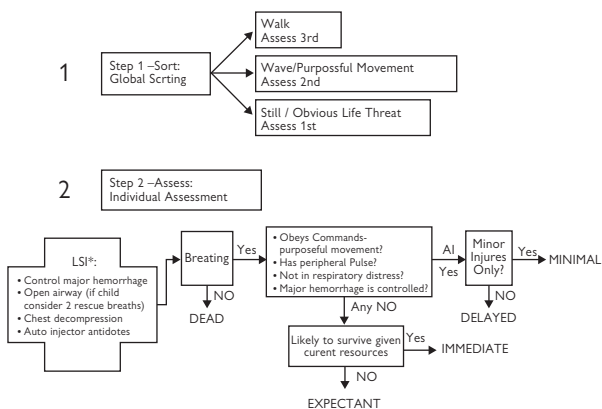 1
Step 1 –Sort:
Global Scrting
Walk
Assess 3rd
Wave/Purpossful Movement
Assess 2nd
Still / Obvious Life Threat
Assess 1st
2
Step 2 –Assess:
Individual Assessment
LSI*:
• Control major hemorrhage
• Open airway (if child
consider 2 rescue breaths)
• Chest decompression
• Auto injector antidotes
Breating
Yes
NO
DEAD
• Obeys Commands-
purposeful movement?
• Has peripheral Pulse?
• Not in respiratory distress?
• Major hemorrhage is controlled?
AI
Yes
Minor
Injures
Only?
Yes
MINIMAL
NO
DELAYED
Any NO
Likely to survive given
curent resources
Yes
IMMEDIATE
NO
EXPECTANT